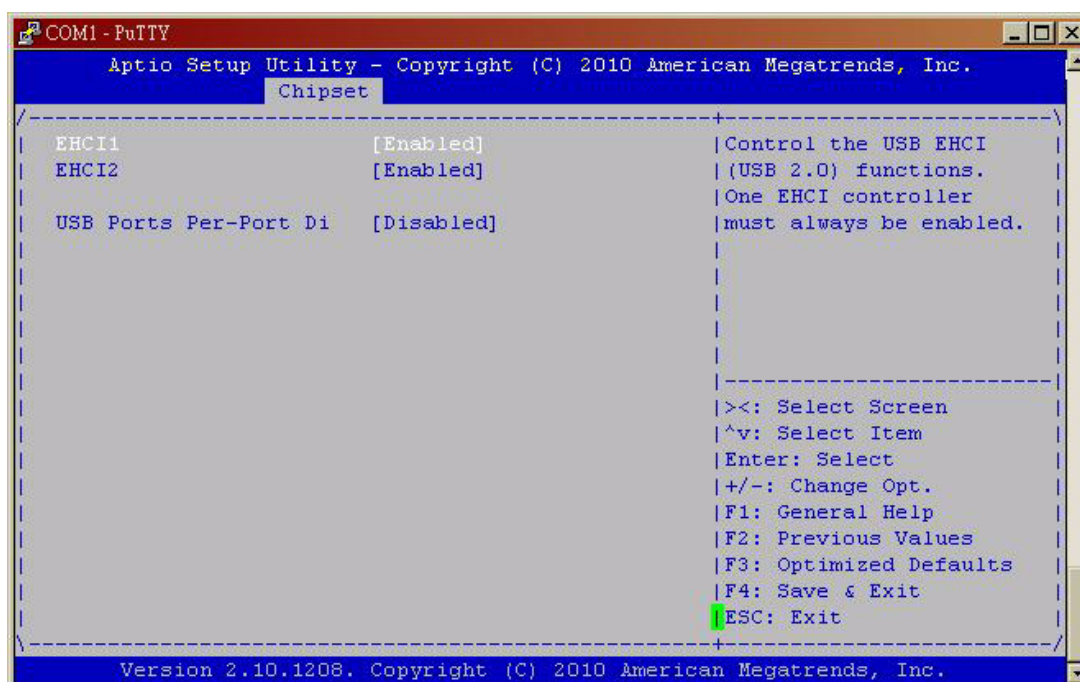 COM1 - PuTTY
Aptio Setup Utility - Copyright (C) 2010 American Megatrends, Inc.
Chipset
EHCI1 [Enabled]
EHCI2 [Enabled]
USB Ports Per-Port Di [Disabled]
Control the USB EHCI
(USB 2.0) functions.
One EHCI controller
must always be enabled.
><: Select Screen
^v: Select Item
Enter: Select
+/-: Change Opt.
F1: General Help
F2: Previous Values
F3: Optimized Defaults
F4: Save & Exit
ESC: Exit
Version 2.10.1208. Copyright (C) 2010 American Megatrends, Inc.